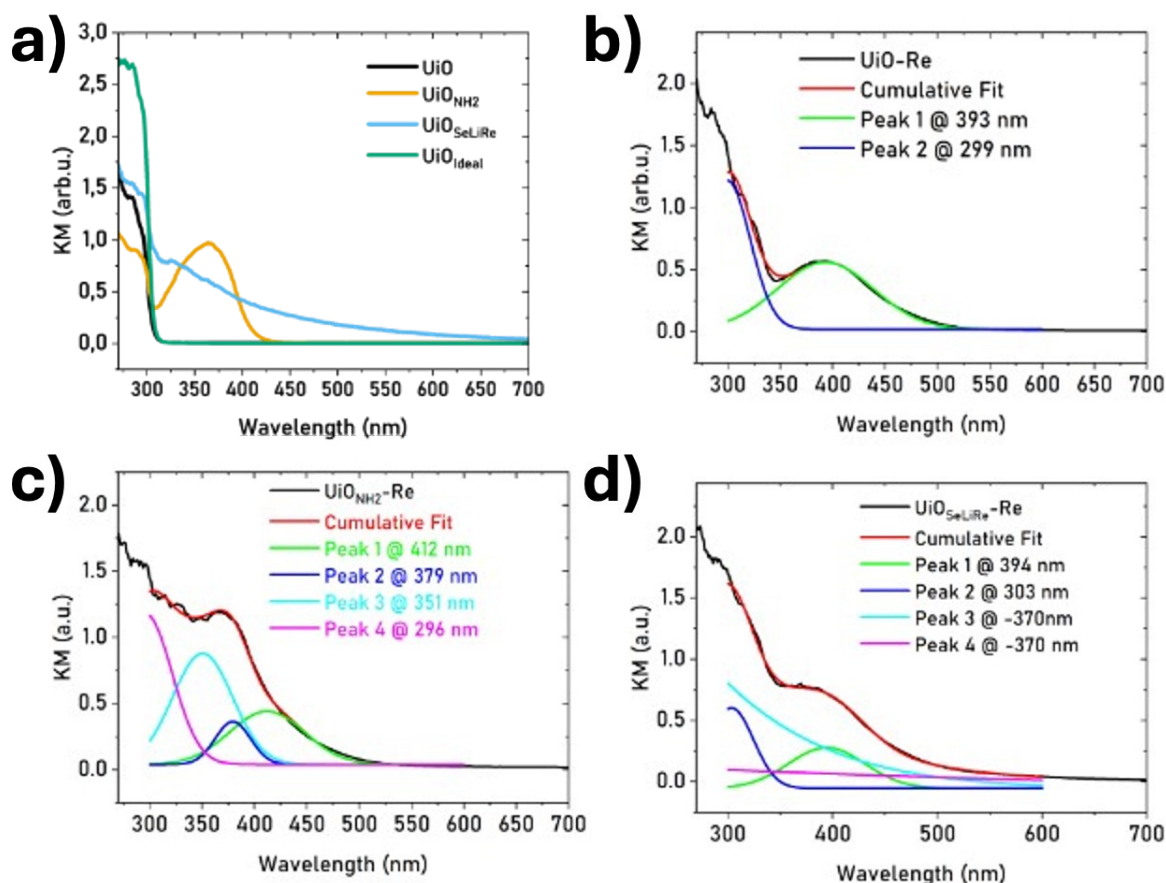 a)
3,0
2,5
2,0
1,5
1,0
0,5
0,0
KM (arb.u.)
UiO
UiO_NH2
UiO_SeLiRe
UiO_Ideal
300 350 400 450 500 550 600 650 700
Wavelength (nm)
b)
2.0
1.5
1.0
0.5
0.0
KM (arb.u.)
UiO-Re
Cumulative Fit
Peak 1 @ 393 nm
Peak 2 @ 299 nm
300 350 400 450 500 550 600 650 700
Wavelength (nm)
c)
2.0
1.5
1.0
0.5
0.0
KM (a.u.)
UiO_NH2-Re
Cumulative Fit
Peak 1 @ 412 nm
Peak 2 @ 379 nm
Peak 3 @ 351 nm
Peak 4 @ 296 nm
300 350 400 450 500 550 600 650 700
Wavelength (nm)
d)
2.0
1.5
1.0
0.5
0.0
KM (a.u.)
UiO_SeLiRe-Re
Cumulative Fit
Peak 1 @ 394 nm
Peak 2 @ 303 nm
Peak 3 @ -370nm
Peak 4 @ -370 nm
300 400 500 600 700
Wavelength (nm)